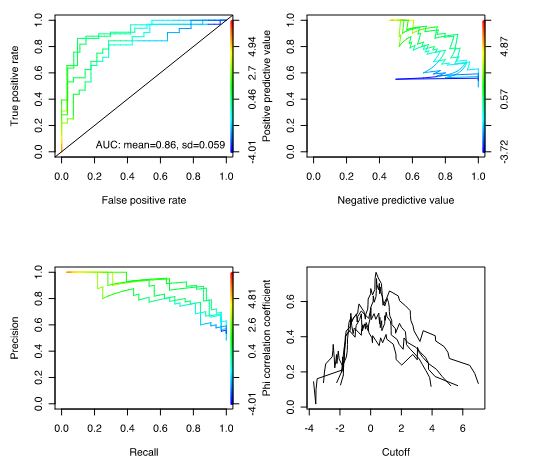 True positive rate
0.0 0.2 0.4 0.6 0.8 1.0
AUC: mean=0.86, sd=0.059
0.0 0.2 0.4 0.6 0.8 1.0
False positive rate
-4.01 0.46 2.7 4.94
Positive predictive value
0.0 0.2 0.4 0.6 0.8 1.0
0.0 0.2 0.4 0.6 0.8 1.0
Negative predictive value
-3.72 0.57 4.87
Precision
0.0 0.2 0.4 0.6 0.8 1.0
0.0 0.2 0.4 0.6 0.8 1.0
Recall
-4.01 0.4 2.6 4.81
Phi correlation coefficient
0.0 0.2 0.4 0.6
-4 -2 0 2 4 6
Cutoff